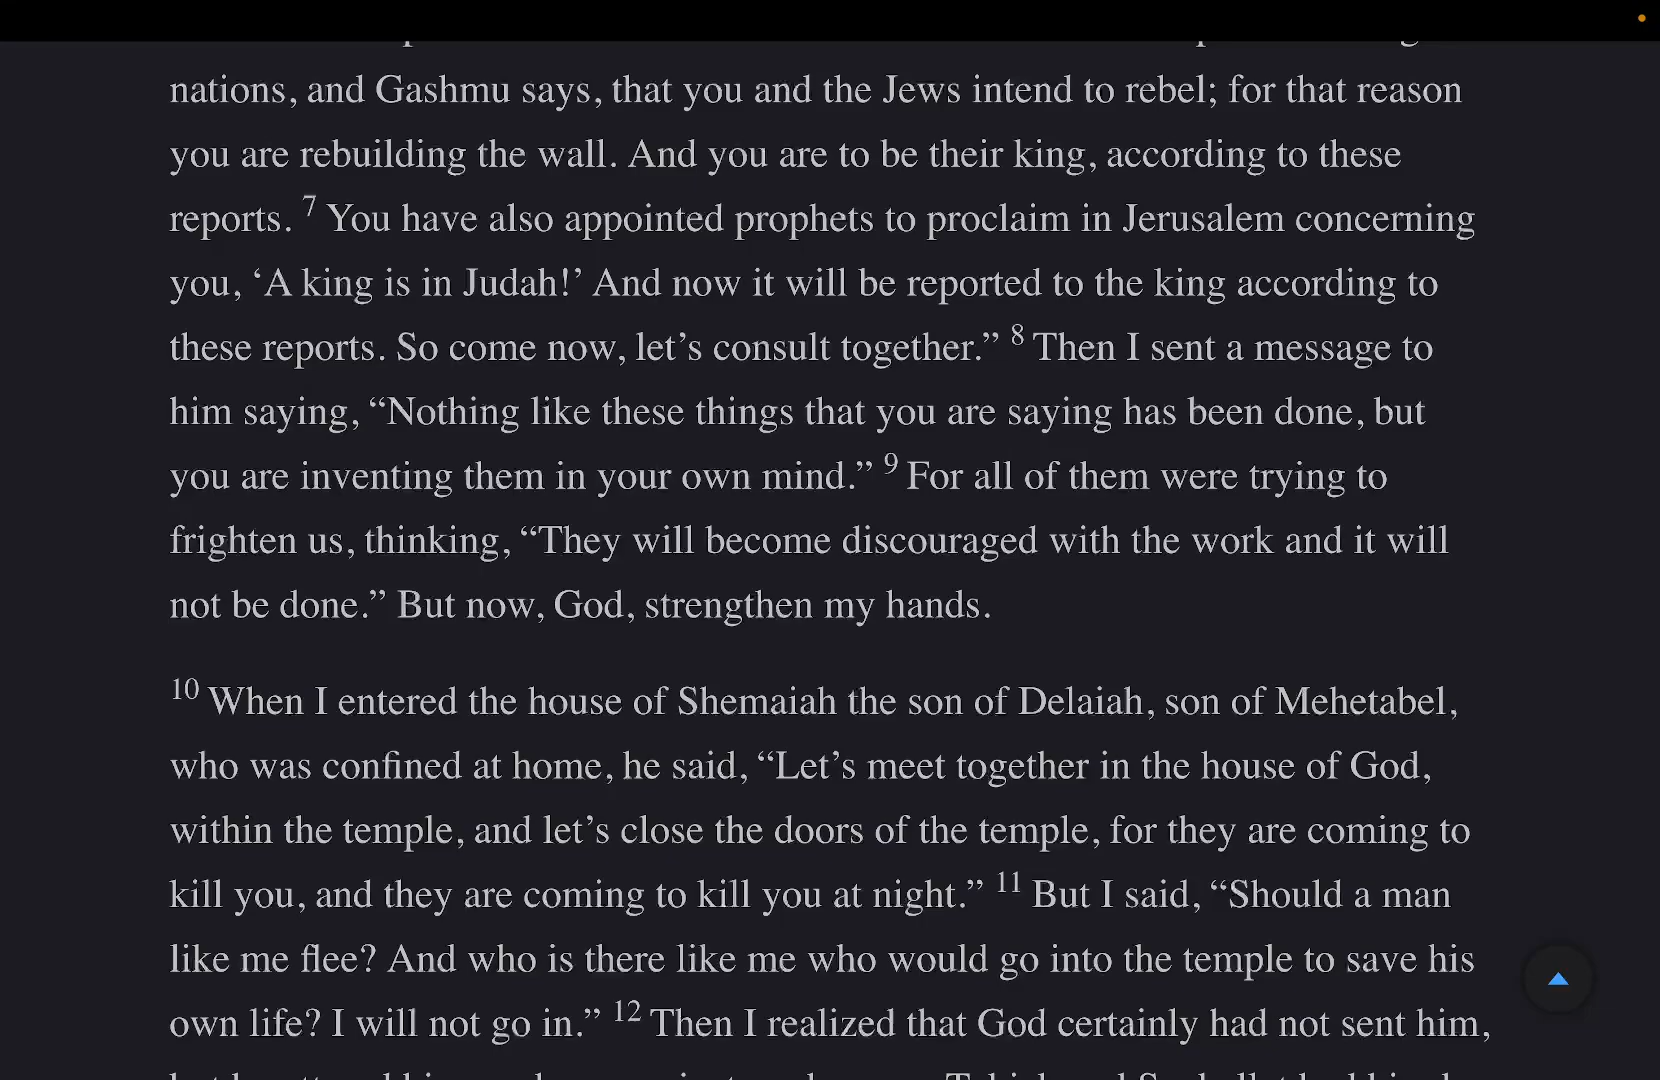 nations, and Gashmu says, that you and the Jews intend to rebel; for that reason
you are rebuilding the wall. And you are to be their king, according to these
reports. 7 You have also appointed prophets to proclaim in Jerusalem concerning
you, ‘A king is in Judah!’ And now it will be reported to the king according to
these reports. So come now, let’s consult together.” 8 Then I sent a message to
him saying, “Nothing like these things that you are saying has been done, but
you are inventing them in your own mind.” 9 For all of them were trying to
frighten us, thinking, “They will become discouraged with the work and it will
not be done.” But now, God, strengthen my hands.
10 When I entered the house of Shemaiah the son of Delaiah, son of Mehetabel,
who was confined at home, he said, “Let’s meet together in the house of God,
within the temple, and let’s close the doors of the temple, for they are coming to
kill you, and they are coming to kill you at night.” 11 But I said, “Should a man
like me flee? And who is there like me who would go into the temple to save his
own life? I will not go in.” 12 Then I realized that God certainly had not sent him,